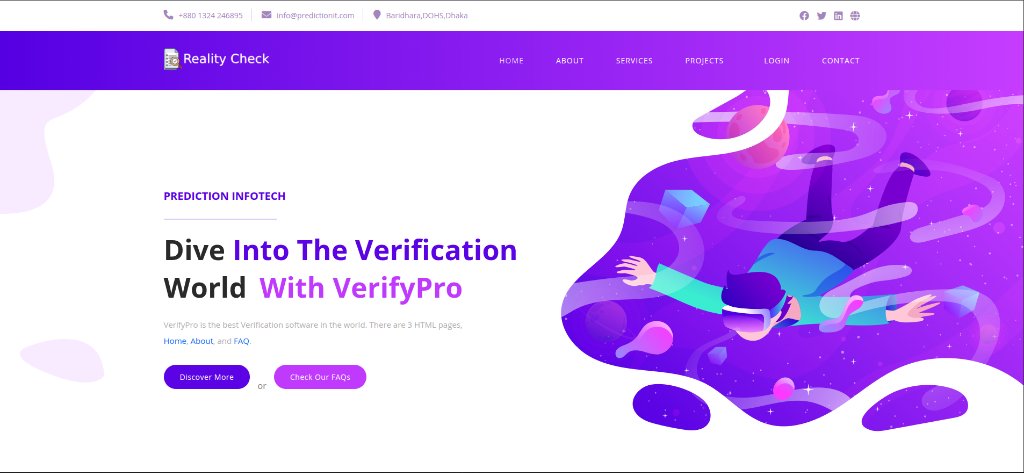 +880 1324 246895
info@predictionit.com
Baridhara,DOHS,Dhaka
Reality Check
HOME
ABOUT
SERVICES
PROJECTS
LOGIN
CONTACT
PREDICTION INFOTECH
Dive Into The Verification
World With VerifyPro
VerifyPro is the best Verification software in the world. There are 3 HTML pages,
Home, About, and FAQ.
Discover More
or
Check Our FAQs